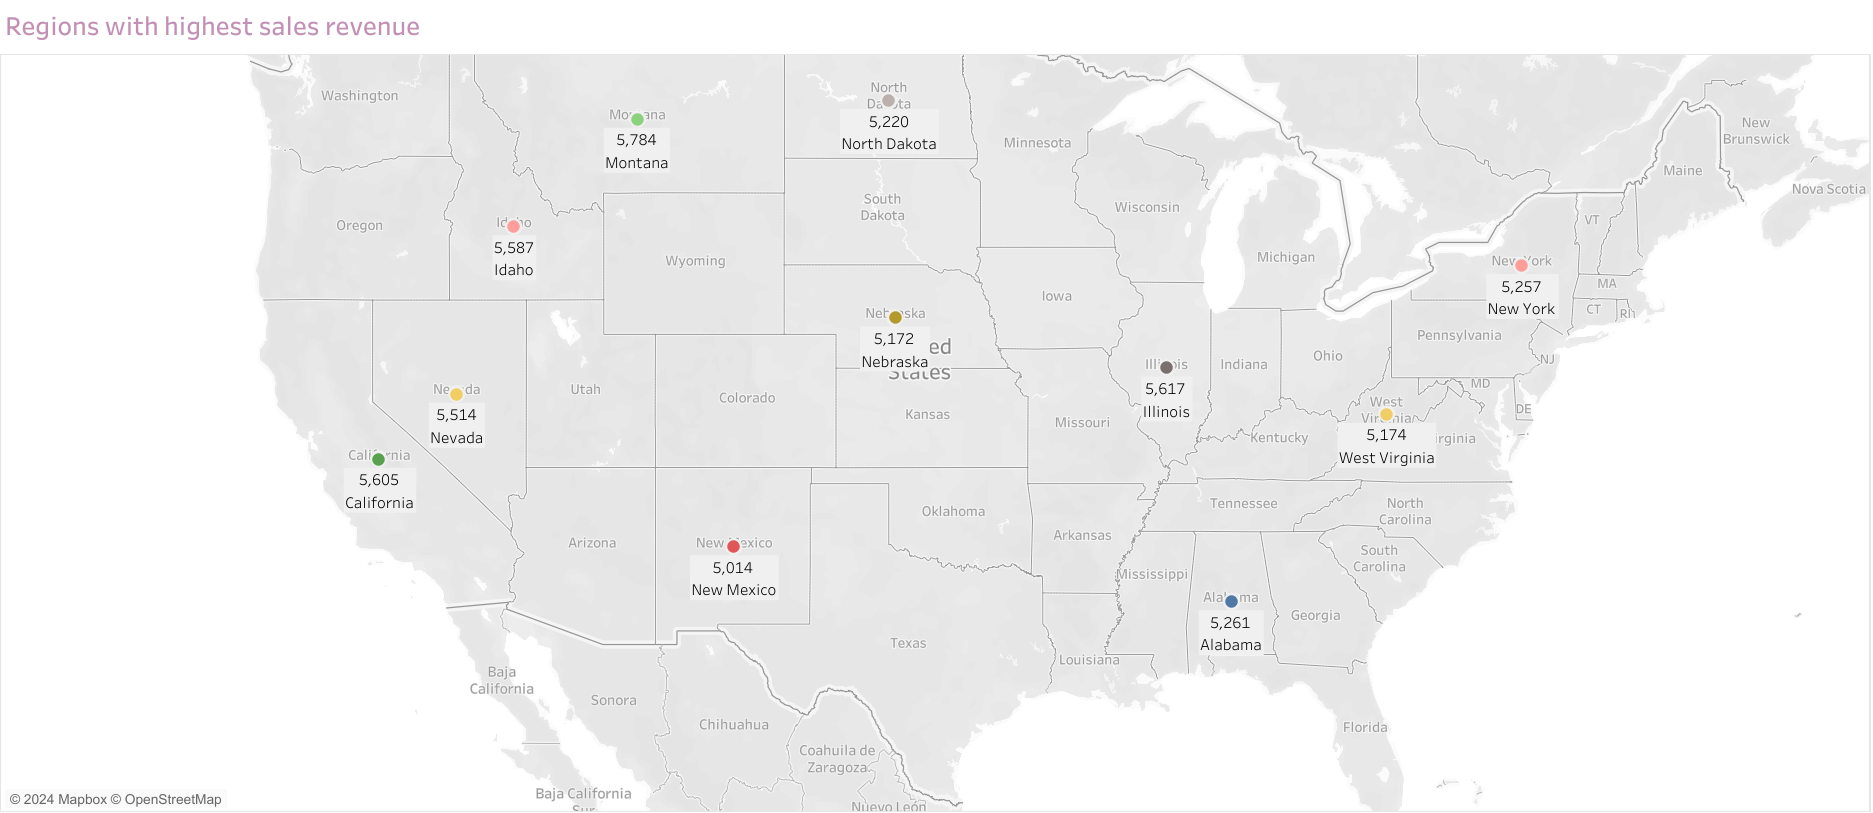 Regions with highest sales revenue
Washington
Montana
5,784
Montana
North
Dakota
5,220
North Dakota
Minnesota
New
Brunswick
Maine
Nova Scotia
Oregon
Idaho
5,587
Idaho
Wyoming
South
Dakota
Wisconsin
Michigan
VT
New York
5,257
New York
MA
CT
RI
Iowa
Nebraska
5,172
Nebraska
ed
States
Illinois
5,617
Illinois
Indiana
Ohio
Pennsylvania
NJ
MD
DE
Nevada
5,514
Nevada
Utah
Colorado
Kansas
Missouri
Kentucky
West
Virginia
5,174
West Virginia
irginia
California
5,605
California
Arizona
New Mexico
5,014
New Mexico
Oklahoma
Arkansas
Tennessee
North
Carolina
South
Carolina
Mississippi
Alabama
5,261
Alabama
Georgia
Texas
Louisiana
Florida
Baja
California
Sonora
Chihuahua
Coahuila de
Zaragoza
Baja California
Sur
Nuevo León
© 2024 Mapbox © OpenStreetMap